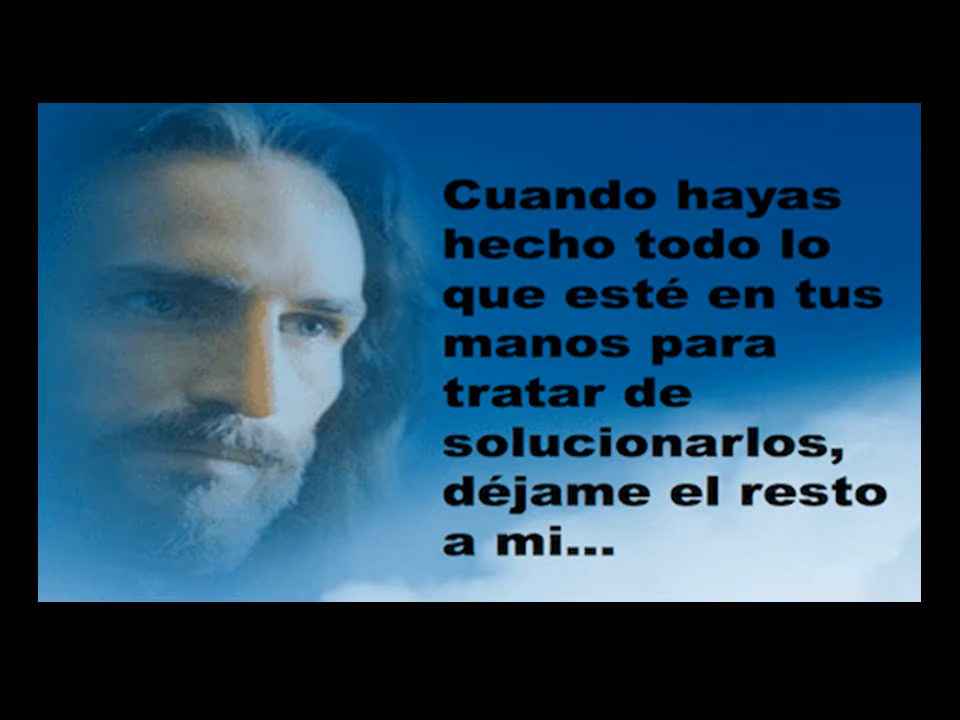 Cuando hayas
hecho todo lo
que esté en tus
manos para
tratar de
solucionarlos,
déjame el resto
a mi...